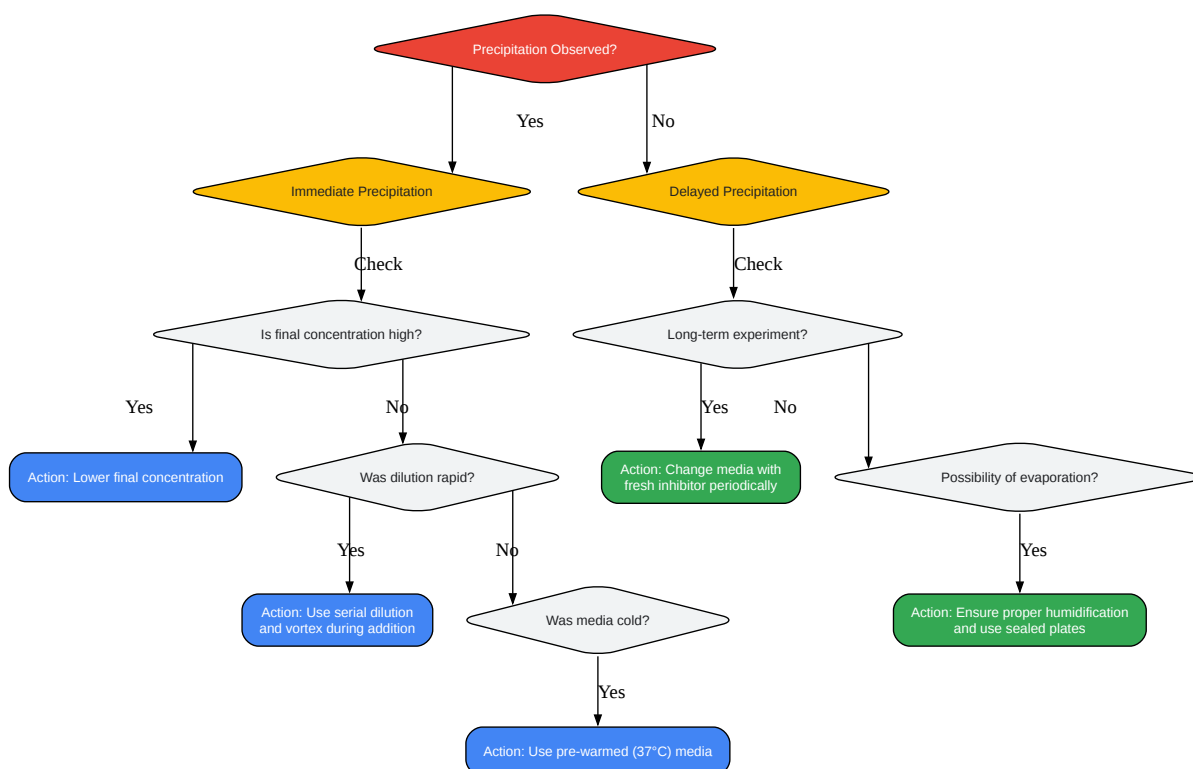 Precipitation Observed?
Yes
No
Immediate Precipitation
Delayed Precipitation
Check
Check
Is final concentration high?
Long-term experiment?
Yes
No
Yes
No
Action: Lower final concentration
Was dilution rapid?
Action: Change media with
fresh inhibitor periodically
Possibility of evaporation?
Yes
No
Yes
Action: Use serial dilution
and vortex during addition
Was media cold?
Action: Ensure proper humidification
and use sealed plates
Yes
Action: Use pre-warmed (37°C) media